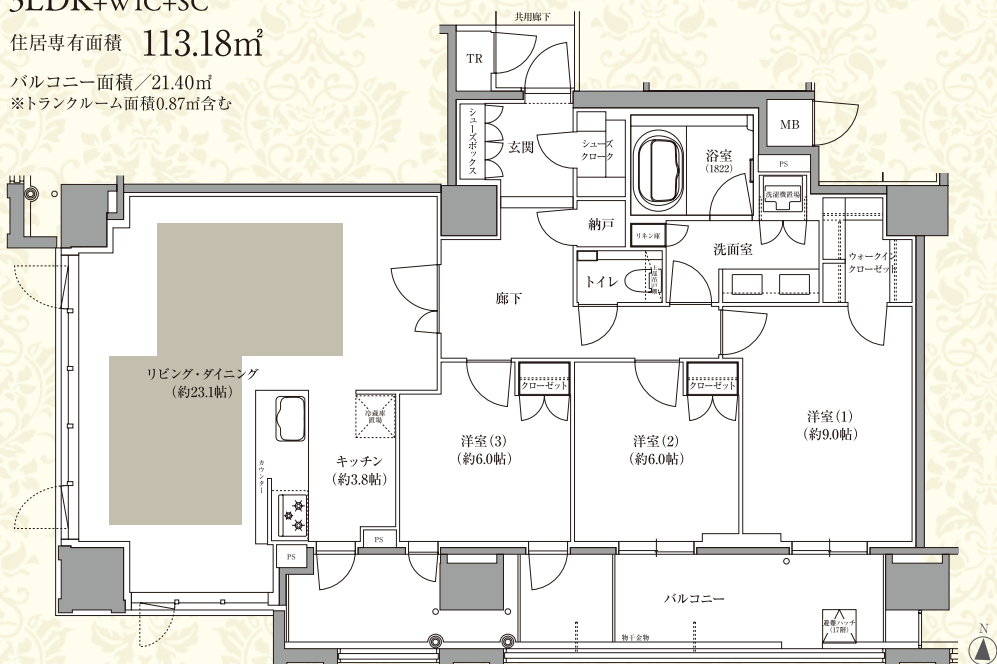 3LDK+WIC+SC
住居専有面積 113.18㎡
バルコニー面積／21.40㎡
※トランクルーム面積0.87㎡含む
共用廊下
TR
シューズボックス
玄関
シューズ
クローク
浴室
(1822)
MB
PS
洗濯機置場
納戸
リネン庫
洗面室
ウォークイン
クローゼット
トイレ
廊下
リビング・ダイニング
(約23.1帖)
冷蔵庫
置場
キッチン
(約3.8帖)
カウンター
クローゼット
クローゼット
洋室(3)
(約6.0帖)
洋室(2)
(約6.0帖)
洋室(1)
(約9.0帖)
PS
PS
バルコニー
物干金物
避難ハッチ
(17階)
N